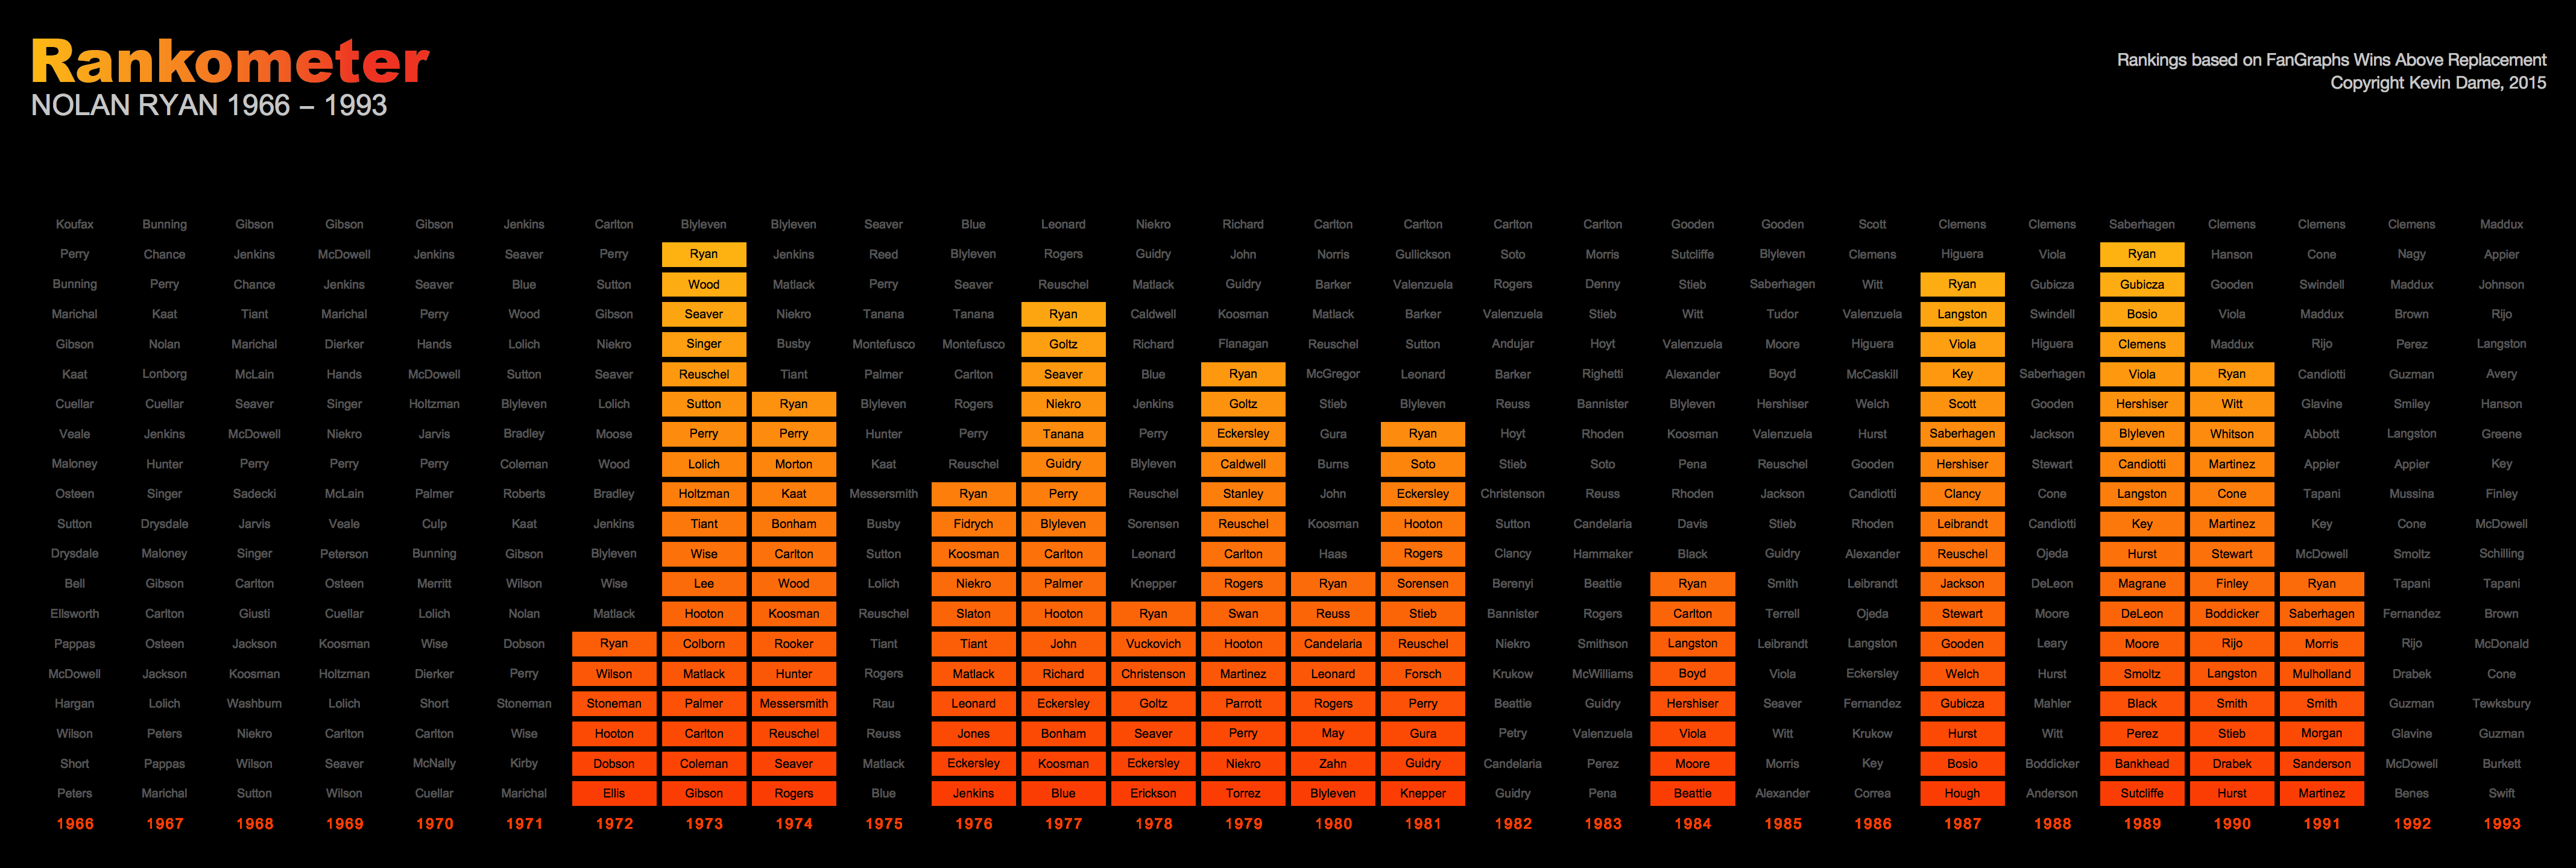 Rankometer
NOLAN RYAN 1966 – 1993
Rankings based on FanGraphs Wins Above Replacement
Copyright Kevin Dame, 2015
Koufax Bunning Gibson Gibson Gibson Jenkins Carlton Blyleven Blyleven Seaver Blue Leonard Niekro Richard Carlton Carlton Carlton Carlton Gooden Gooden Scott Clemens Clemens Saberhagen Clemens Clemens Clemens Maddux
Perry Chance Jenkins McDowell Jenkins Seaver Perry Ryan Jenkins Reed Blyleven Rogers Guidry John Norris Gullickson Soto Morris Sutcliffe Blyleven Clemens Higuera Viola Ryan Hanson Cone Nagy Appier
Bunning Perry Chance Jenkins Seaver Blue Sutton Wood Matlack Perry Seaver Reuschel Matlack Guidry Barker Valenzuela Rogers Denny Stieb Saberhagen Witt Ryan Gubicza Gubicza Gooden Swindell Maddux Johnson
Marichal Kaat Tiant Marichal Perry Wood Gibson Seaver Niekro Tanana Tanana Ryan Caldwell Koosman Matlack Barker Valenzuela Stieb Witt Tudor Valenzuela Langston Swindell Bosio Viola Maddux Brown Rijo
Gibson Nolan Marichal Dierker Hands Lolich Niekro Singer Busby Montefusco Montefusco Goltz Richard Flanagan Reuschel Sutton Andujar Hoyt Valenzuela Moore Higuera Viola Higuera Clemens Maddux Rijo Perez Langston
Kaat Lonborg McLain Hands McDowell Sutton Seaver Reuschel Tiant Palmer Carlton Seaver Blue Ryan McGregor Leonard Barker Righetti Alexander Boyd McCaskill Key Saberhagen Viola Ryan Candiotti Guzman Avery
Cuellar Cuellar Seaver Singer Holtzman Blyleven Lolich Sutton Ryan Blyleven Rogers Niekro Jenkins Goltz Stieb Blyleven Reuss Bannister Blyleven Hershiser Welch Scott Gooden Hershiser Witt Glavine Smiley Hanson
Veale Jenkins McDowell Niekro Jarvis Bradley Moose Perry Perry Hunter Perry Tanana Perry Eckersley Gura Ryan Hoyt Rhoden Koosman Valenzuela Hurst Saberhagen Jackson Blyleven Whitson Abbott Langston Greene
Maloney Hunter Perry Perry Perry Coleman Wood Lolich Morton Kaat Reuschel Guidry Blyleven Caldwell Burns Soto Stieb Soto Pena Reuschel Gooden Hershiser Stewart Candiotti Martinez Appier Appier Key
Osteen Singer Sadecki McLain Palmer Roberts Bradley Holtzman Kaat Messersmith Ryan Perry Reuschel Stanley John Eckersley Christenson Reuss Rhoden Jackson Candiotti Clancy Cone Langston Cone Tapani Mussina Finley
Sutton Drysdale Jarvis Veale Culp Kaat Jenkins Tiant Bonham Busby Fidrych Blyleven Sorensen Reuschel Koosman Hooton Sutton Candelaria Davis Stieb Rhoden Leibrandt Candiotti Key Martinez Key Cone McDowell
Drysdale Maloney Singer Peterson Bunning Gibson Blyleven Wise Carlton Sutton Koosman Carlton Leonard Carlton Haas Rogers Clancy Hammaker Black Guidry Alexander Reuschel Ojeda Hurst Stewart McDowell Smoltz Schilling
Bell Gibson Carlton Osteen Merritt Wilson Wise Lee Wood Lolich Niekro Palmer Knepper Rogers Ryan Sorensen Berenyi Beattie Ryan Smith Leibrandt Jackson DeLeon Magrane Finley Ryan Tapani Tapani
Ellsworth Carlton Giusti Cuellar Lolich Nolan Matlack Hooton Koosman Reuschel Slaton Hooton Ryan Swan Reuss Stieb Bannister Rogers Carlton Terrell Ojeda Stewart Moore DeLeon Boddicker Saberhagen Fernandez Brown
Pappas Osteen Jackson Koosman Wise Dobson Ryan Colborn Rooker Tiant Tiant John Vuckovich Hooton Candelaria Reuschel Niekro Smithson Langston Leibrandt Langston Gooden Leary Moore Rijo Morris Rijo McDonald
McDowell Jackson Koosman Holtzman Dierker Perry Wilson Matlack Hunter Rogers Matlack Richard Christenson Martinez Leonard Forsch Krukow McWilliams Boyd Viola Eckersley Welch Hurst Smoltz Langston Mulholland Drabek Cone
Hargan Lolich Washburn Lolich Short Stoneman Stoneman Palmer Messersmith Rau Leonard Eckersley Goltz Parrott Rogers Perry Beattie Guidry Hershiser Seaver Fernandez Gubicza Mahler Black Smith Smith Guzman Tewksbury
Wilson Peters Niekro Carlton Carlton Wise Hooton Carlton Reuschel Reuss Jones Bonham Seaver Perry May Gura Petry Valenzuela Viola Witt Krukow Hurst Witt Perez Stieb Morgan Glavine Guzman
Short Pappas Wilson Seaver McNally Kirby Dobson Coleman Seaver Matlack Eckersley Koosman Eckersley Niekro Zahn Guidry Candelaria Perez Moore Morris Key Bosio Boddicker Bankhead Drabek Sanderson McDowell Burkett
Peters Marichal Sutton Wilson Cuellar Marichal Ellis Gibson Rogers Blue Jenkins Blue Erickson Torrez Blyleven Knepper Guidry Pena Beattie Alexander Correa Hough Anderson Sutcliffe Hurst Martinez Benes Swift
1966 1967 1968 1969 1970 1971 1972 1973 1974 1975 1976 1977 1978 1979 1980 1981 1982 1983 1984 1985 1986 1987 1988 1989 1990 1991 1992 1993